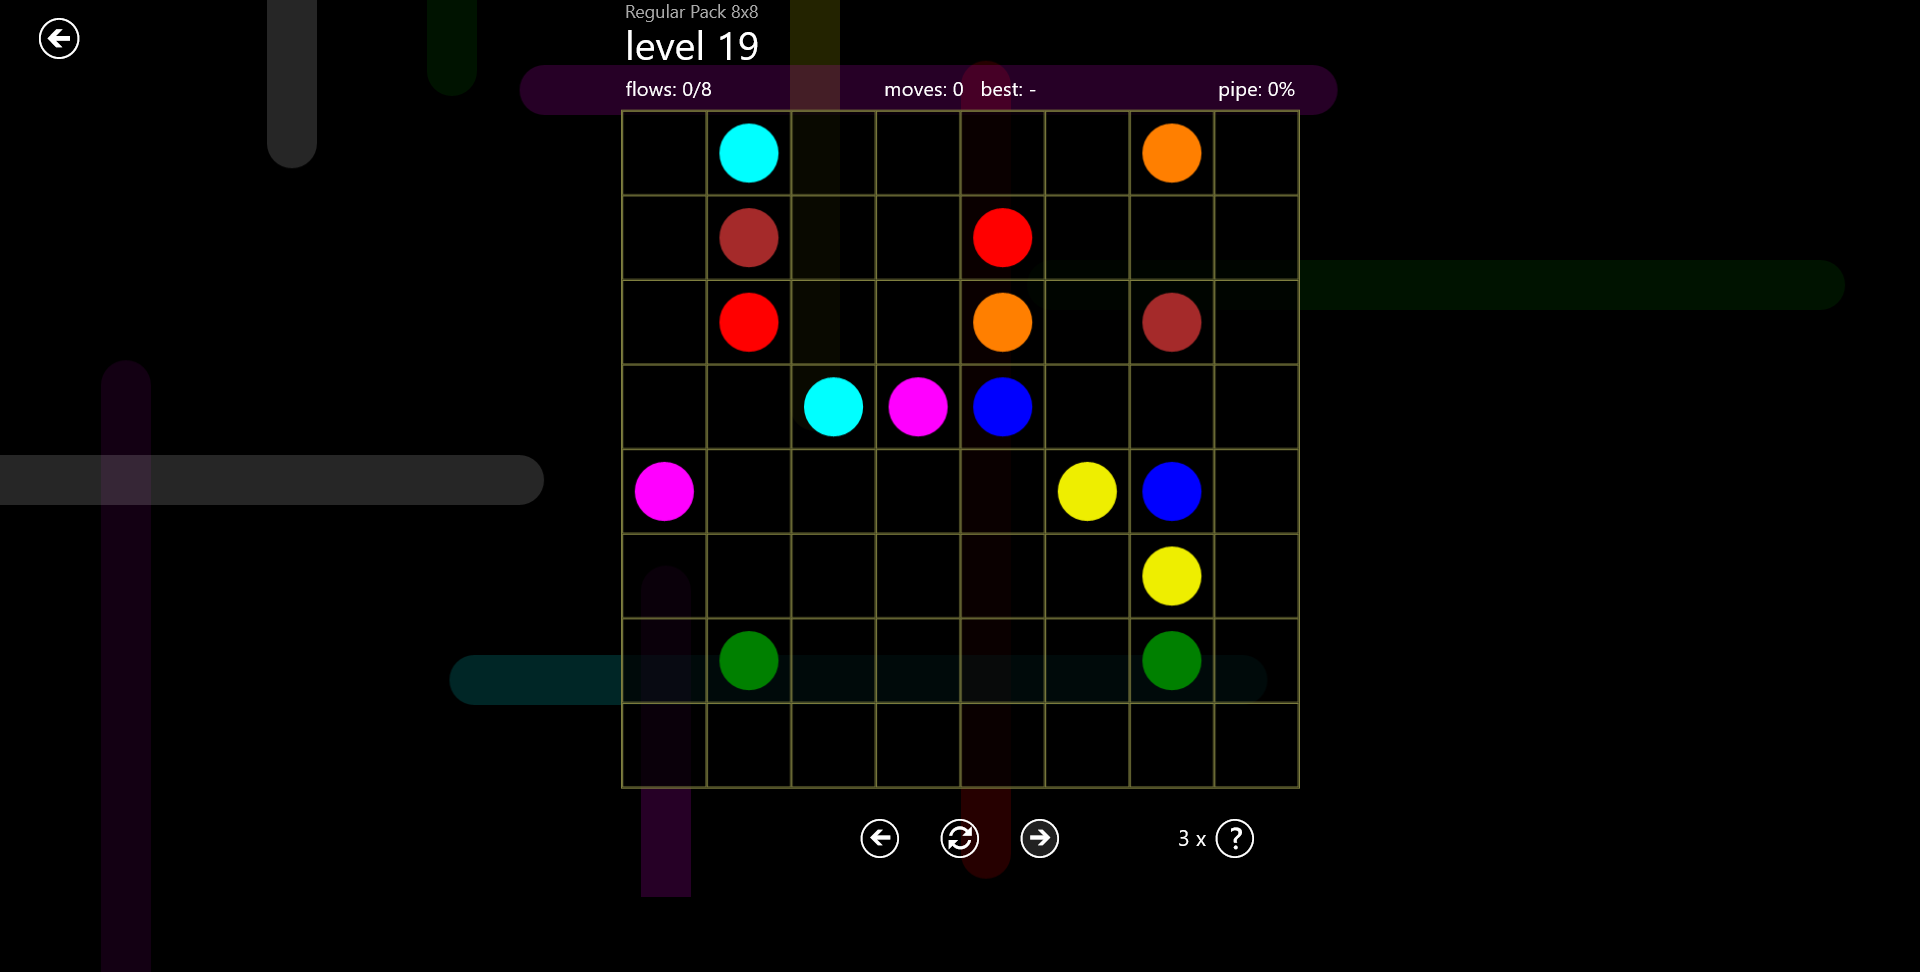 Regular Pack 8x8
level 19
flows: 0/8 moves: 0 best: - pipe: 0%
3 x ?